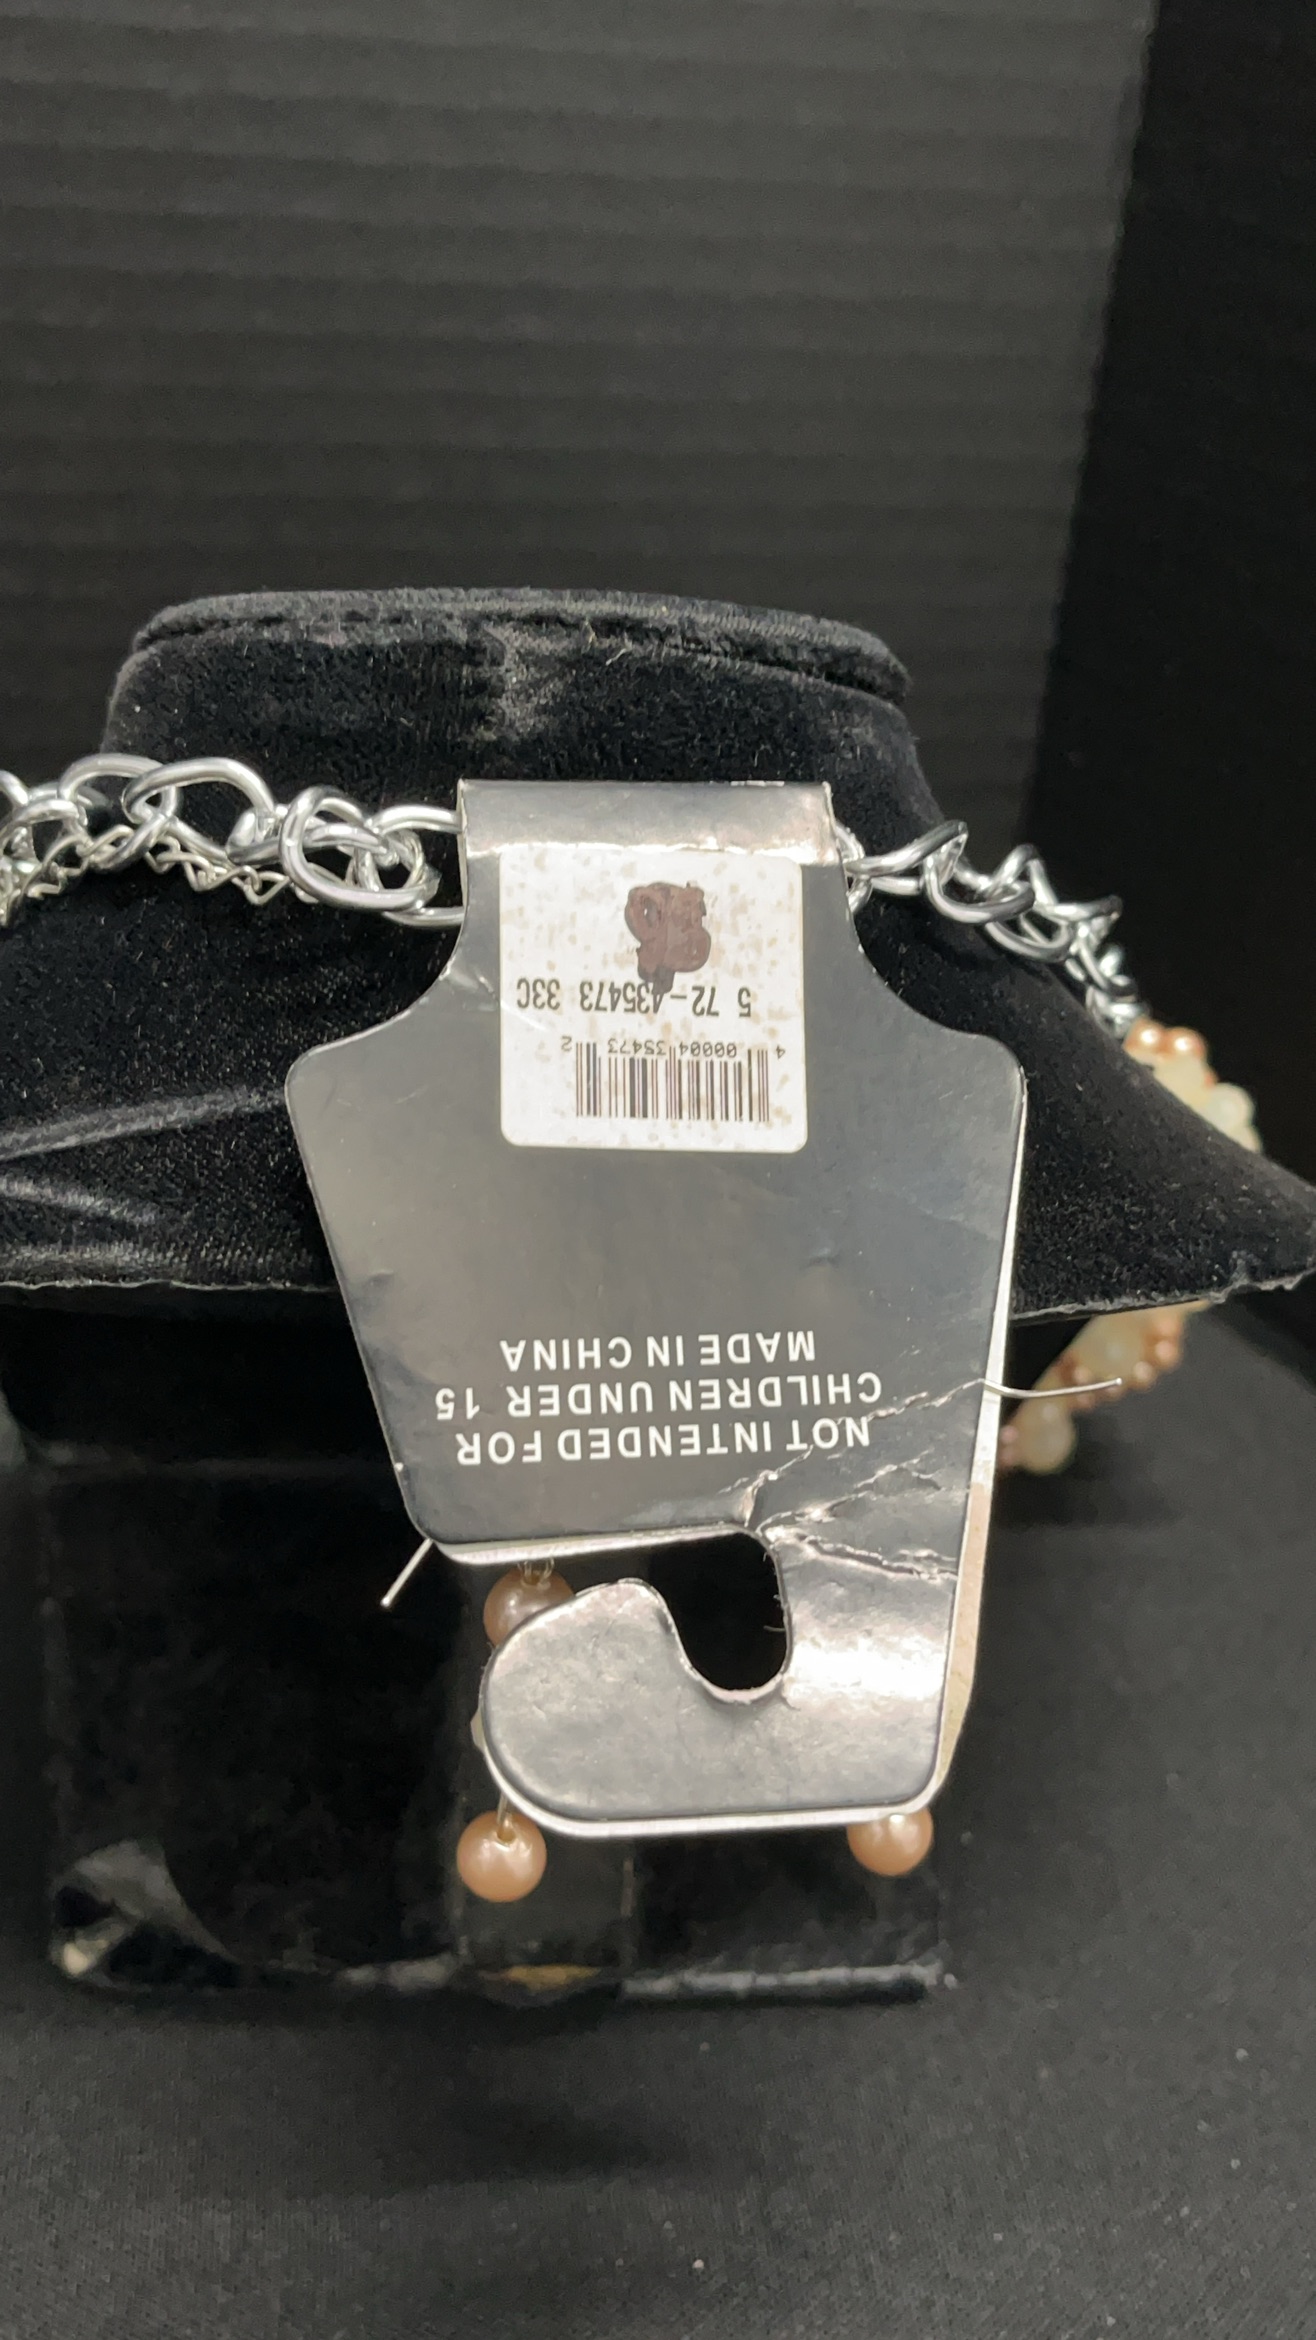 NOT INTENDED FOR
CHILDREN UNDER 15
MADE IN CHINA
4 00004 35473 2
5 72-435473 33C